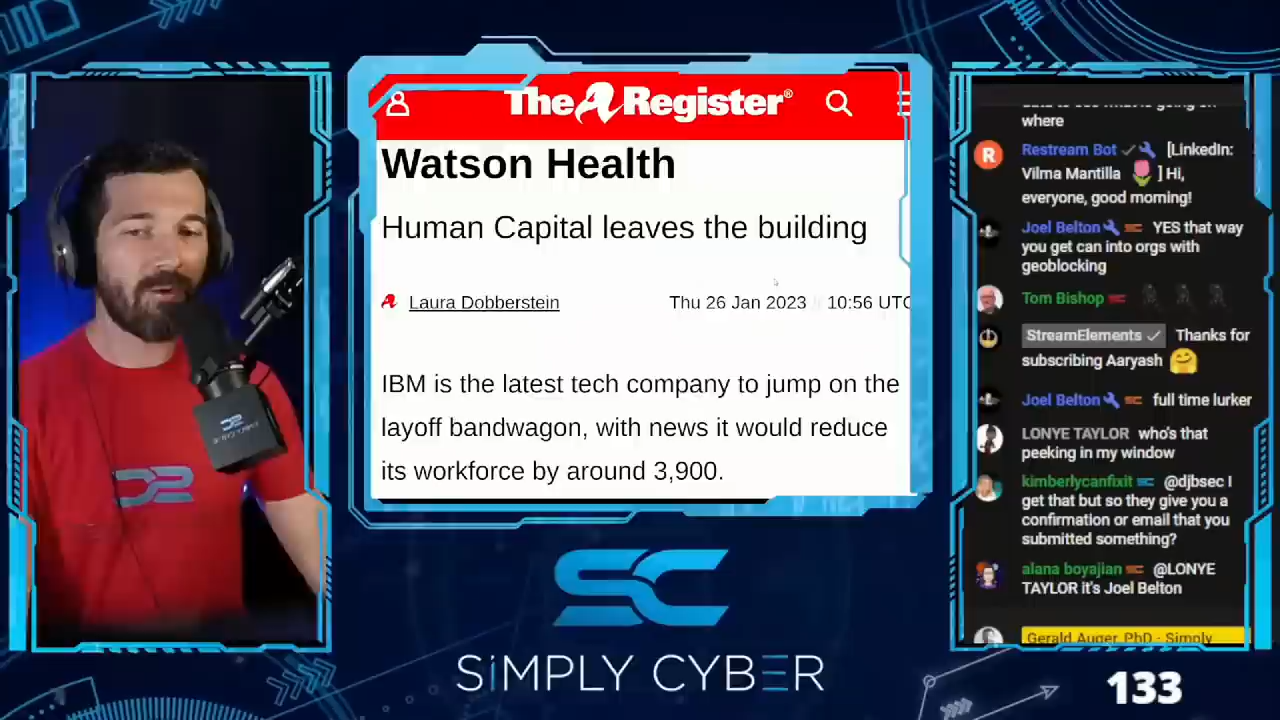 The Register®
Watson Health
Human Capital leaves the building
Laura Dobberstein
Thu 26 Jan 2023
10:56 UTC
IBM is the latest tech company to jump on the
layoff bandwagon, with news it would reduce
its workforce by around 3,900.
SC
SiMPLY CYBER
where
R
Restream Bot [LinkedIn:
Vilma Mantilla 🌷 ] Hi,
everyone, good morning!
Joel Belton YES that way
you get can into orgs with
geoblocking
Tom Bishop
StreamElements Thanks for
subscribing Aaryash 🤗
Joel Belton full time lurker
LONYE TAYLOR who's that
peeking in my window
kimberlycanfixit @djbsec I
get that but so they give you a
confirmation or email that you
submitted something?
alana boyajian @LONYE
TAYLOR it's Joel Belton
Gerald Auger, PhD - Simply
133